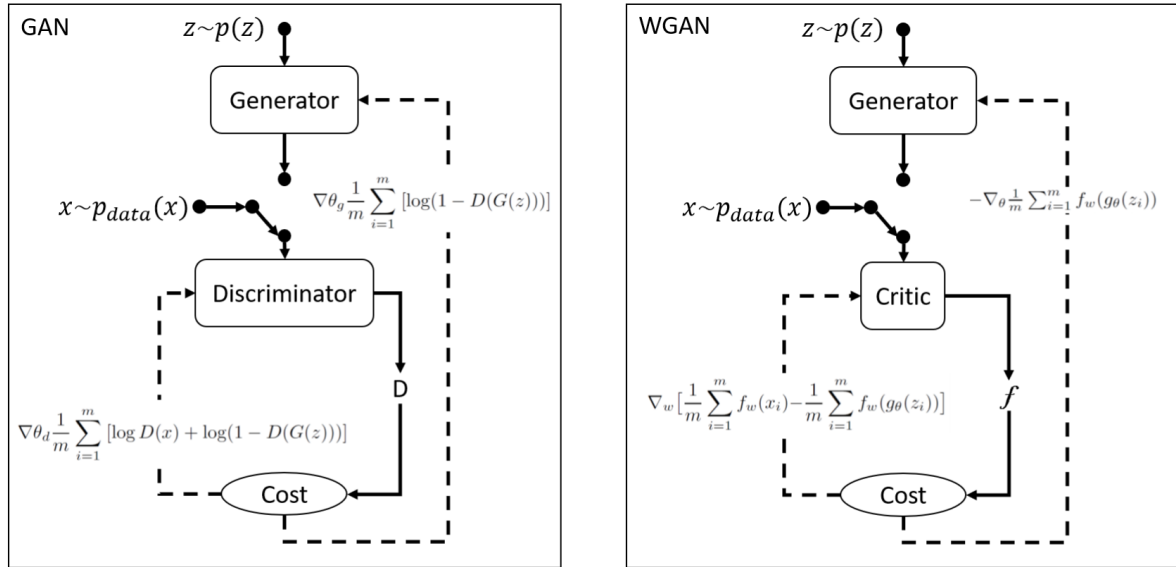 GAN
z~p(z)
Generator
∇θ_g 1/m ∑_{i=1}^{m} [log(1 − D(G(z)))]
x~p_data(x)
Discriminator
D
∇θ_d 1/m ∑_{i=1}^{m} [log D(x) + log(1 − D(G(z)))]
Cost
WGAN
z~p(z)
Generator
−∇_θ 1/m ∑_{i=1}^{m} f_w(g_θ(z_i))
x~p_data(x)
Critic
∇_w[1/m ∑_{i=1}^{m} f_w(x_i) − 1/m ∑_{i=1}^{m} f_w(g_θ(z_i))]
f
Cost